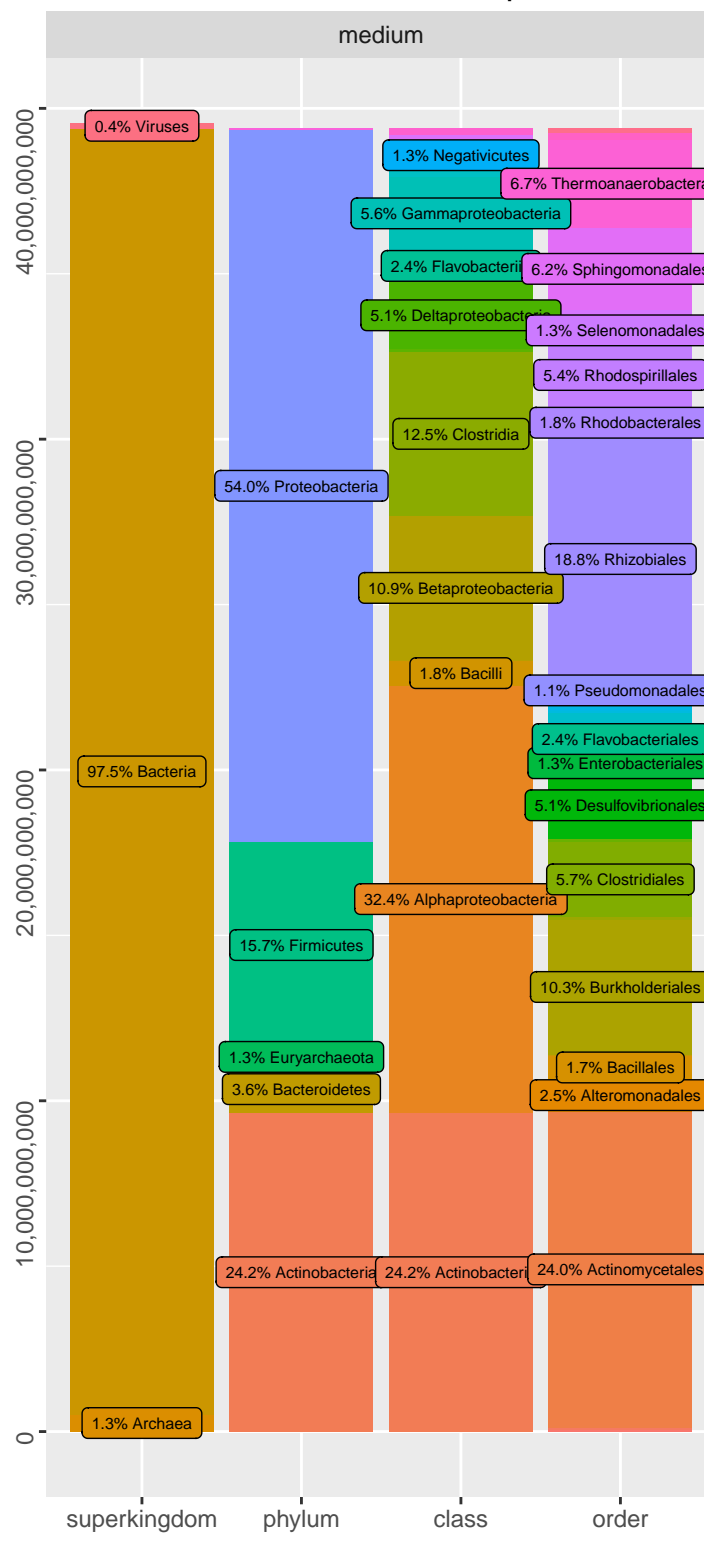 medium
40,000,000,000
30,000,000,000
20,000,000,000
10,000,000,000
0
0.4% Viruses
97.5% Bacteria
1.3% Archaea
54.0% Proteobacteria
15.7% Firmicutes
1.3% Euryarchaeota
3.6% Bacteroidetes
24.2% Actinobacteria
1.3% Negativicutes
5.6% Gammaproteobacteria
2.4% Flavobacterii
5.1% Deltaproteobacteria
12.5% Clostridia
10.9% Betaproteobacteria
1.8% Bacilli
32.4% Alphaproteobacteria
24.2% Actinobacteri
6.7% Thermoanaerobactera
6.2% Sphingomonadales
1.3% Selenomonadales
5.4% Rhodospirillales
1.8% Rhodobacterales
18.8% Rhizobiales
1.1% Pseudomonadales
2.4% Flavobacteriales
1.3% Enterobacteriales
5.1% Desulfovibrionales
5.7% Clostridiales
10.3% Burkholderiales
1.7% Bacillales
2.5% Alteromonadales
24.0% Actinomycetales
superkingdom phylum class order